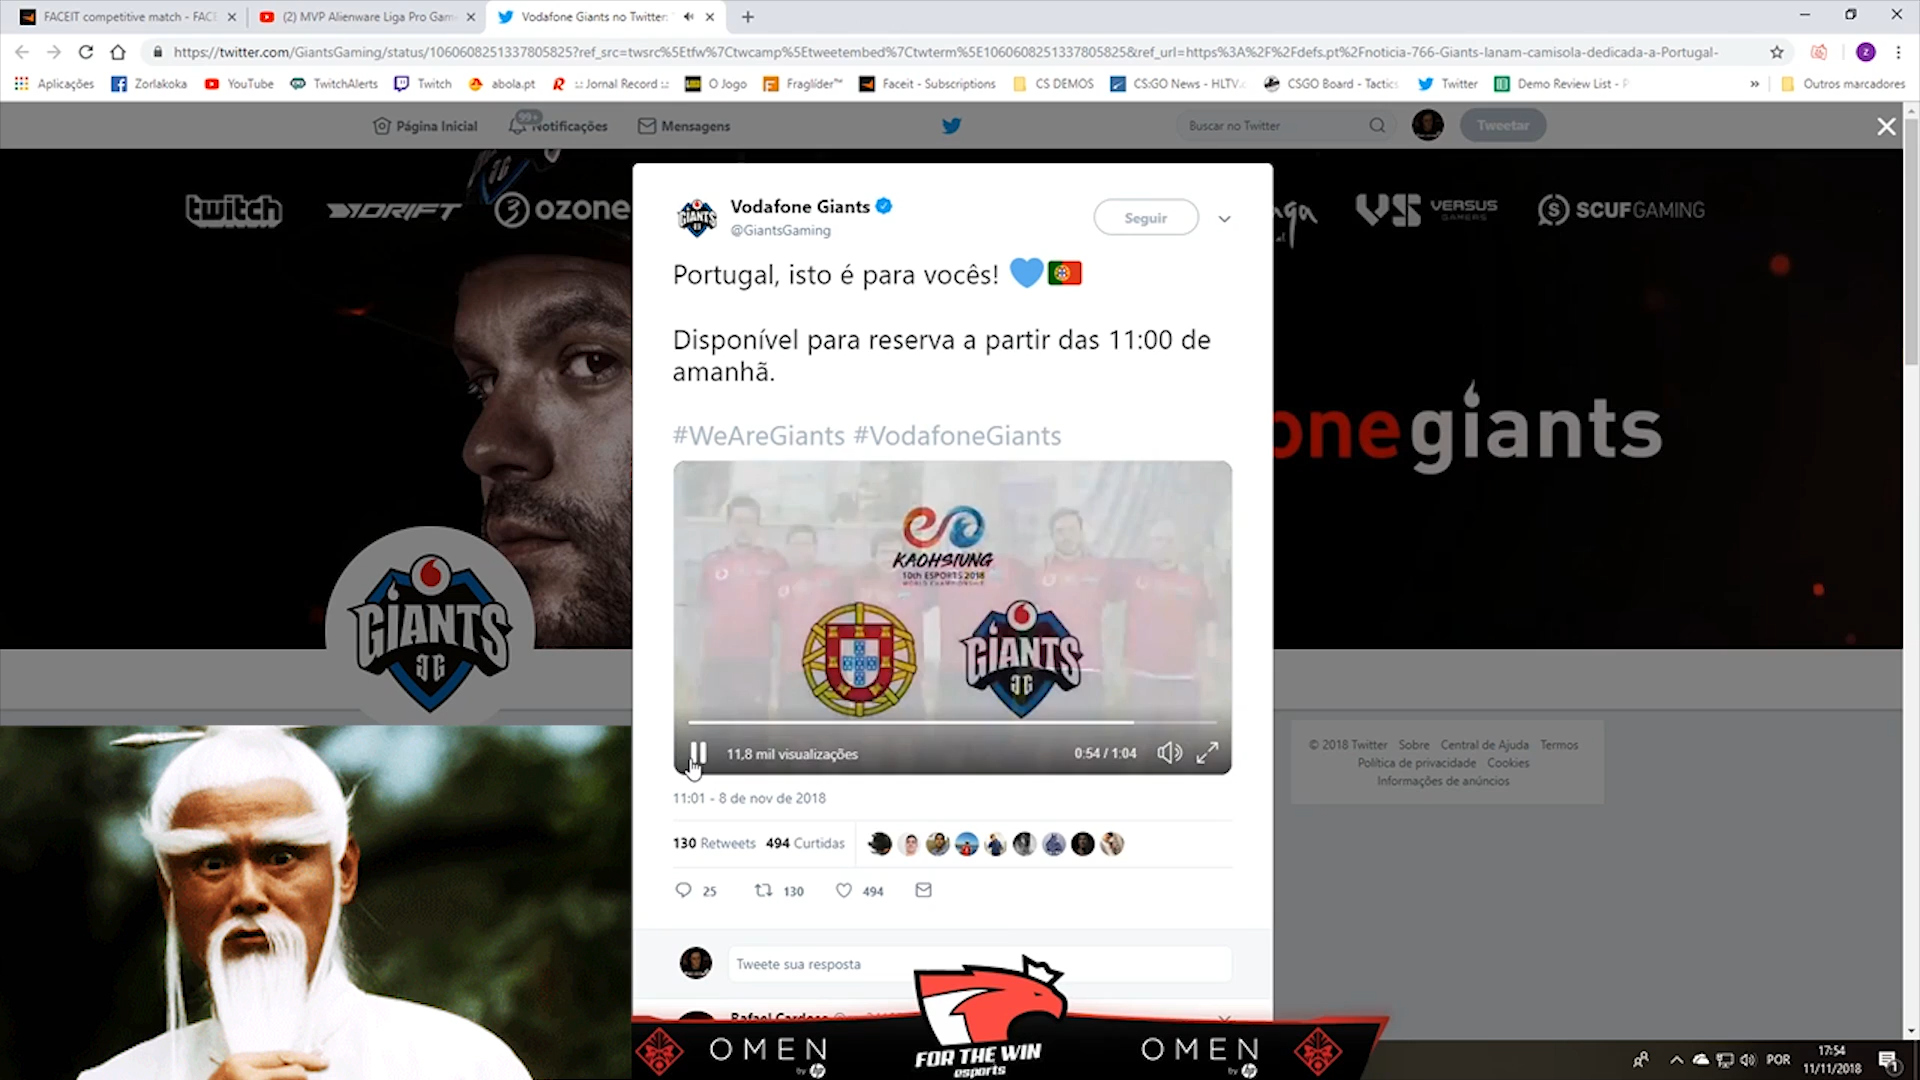 FACEIT competitive match - FACE
(2) MVP Alienware Liga Pro Gam
Vodafone Giants no Twitter:
https://twitter.com/GiantsGaming/status/1060608251337805825?ref_src=twsrc%5Etfw%7Ctwcamp%5Etweetembed%7Ctwterm%5E1060608251337805825&ref_url=https%3A%2F%2Fdefs.pt%2Fnoticia-766-Giants-lanam-camisola-dedicada-a-Portugal-
Aplicações Zorlakoka YouTube TwitchAlerts Twitch abola.pt ::: Jornal Record ::: O Jogo Fraglíder™ Faceit - Subscriptions CS DEMOS CS:GO News - HLTV. CSGO Board - Tactics Twitter Demo Review List - P » Outros marcadores
Página Inicial 99+ Notificações Mensagens Buscar no Twitter Tweetar
twitch DRIFT ozone VS VERSUS GAMERS SCUFGAMING
Vodafone Giants
@GiantsGaming
Seguir
Portugal, isto é para vocês!
Disponível para reserva a partir das 11:00 de
amanhã.
#WeAreGiants #VodafoneGiants
one giants
GIANTS
KAOHSIUNG
10th ESPORTS 2018
WORLD CHAMPIONSHIP
GIANTS
11,8 mil visualizações 0:54 / 1:04
11:01 - 8 de nov de 2018
130 Retweets 494 Curtidas
25 130 494
Tweete sua resposta
© 2018 Twitter Sobre Central de Ajuda Termos
Política de privacidade Cookies
Informações de anúncios
Rafael Cardoso
OMEN
by hp
FOR THE WIN
esports
OMEN
by hp
POR
17:54
11/11/2018
1